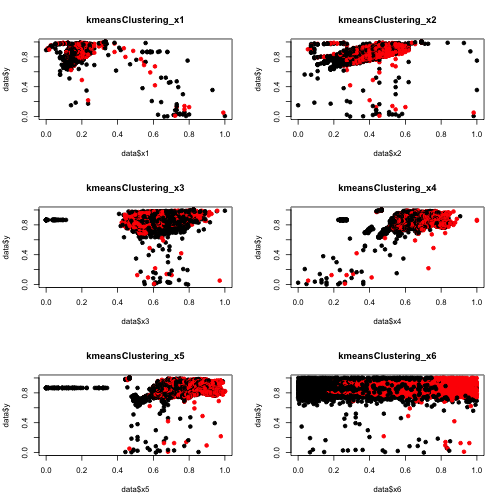 kmeansClustering_x1
data$y
0.0 0.4 0.8
0.0 0.2 0.4 0.6 0.8 1.0
data$x1
kmeansClustering_x2
data$y
0.0 0.4 0.8
0.0 0.2 0.4 0.6 0.8 1.0
data$x2
kmeansClustering_x3
data$y
0.0 0.4 0.8
0.0 0.2 0.4 0.6 0.8 1.0
data$x3
kmeansClustering_x4
data$y
0.0 0.4 0.8
0.0 0.2 0.4 0.6 0.8 1.0
data$x4
kmeansClustering_x5
data$y
0.0 0.4 0.8
0.0 0.2 0.4 0.6 0.8 1.0
data$x5
kmeansClustering_x6
data$y
0.0 0.4 0.8
0.0 0.2 0.4 0.6 0.8 1.0
data$x6